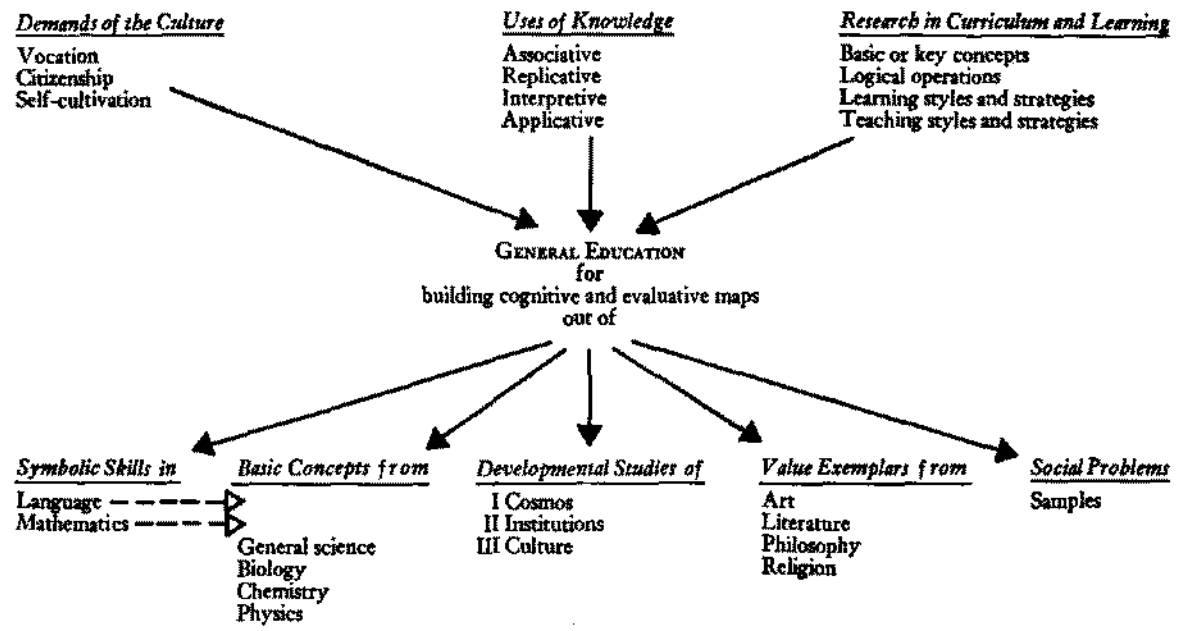 Demands of the Culture
Vocation
Citizenship
Self-cultivation
Uses of Knowledge
Associative
Replicative
Interpretive
Applicative
Research in Curriculum and Learning
Basic or key concepts
Logical operations
Learning styles and strategies
Teaching styles and strategies
GENERAL EDUCATION
for
building cognitive and evaluative maps
out of
Symbolic Skills in
Language
Mathematics
Basic Concepts from
General science
Biology
Chemistry
Physics
Developmental Studies of
I Cosmos
II Institutions
III Culture
Value Exemplars from
Art
Literature
Philosophy
Religion
Social Problems
Samples